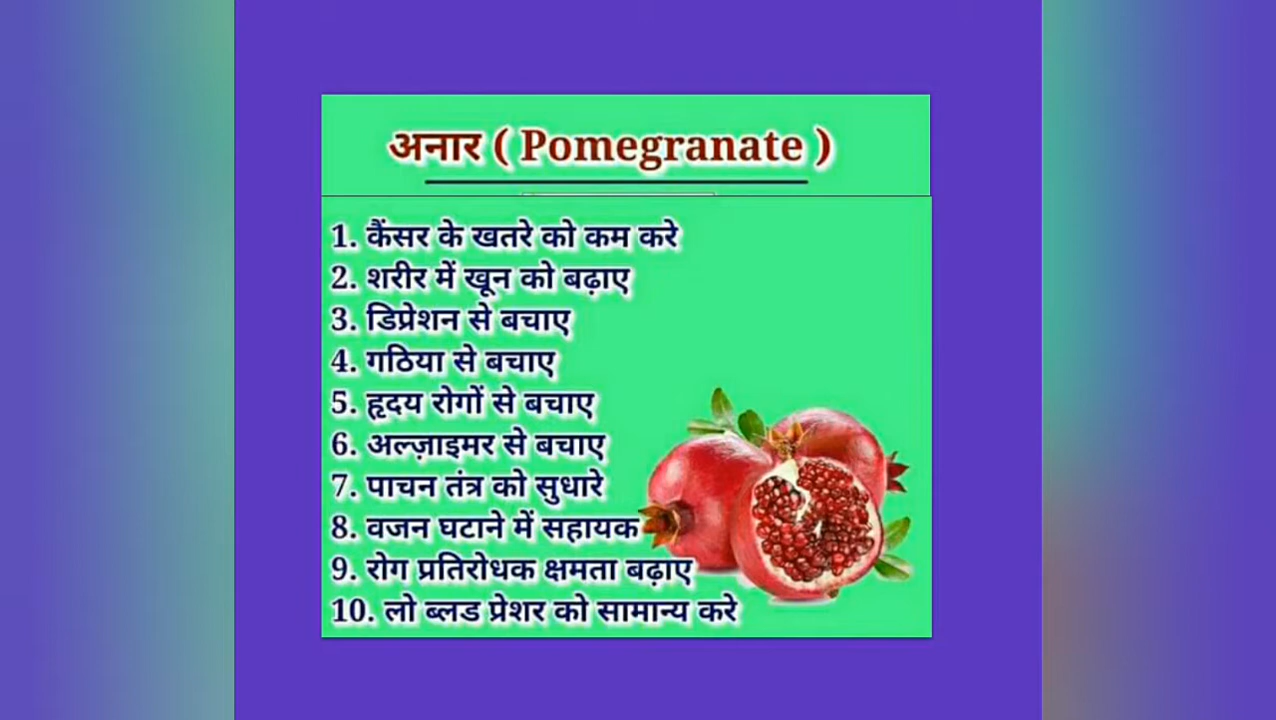 अनार ( Pomegranate )
1. कैंसर के खतरे को कम करे
2. शरीर में खून को बढ़ाए
3. डिप्रेशन से बचाए
4. गठिया से बचाए
5. हृदय रोगों से बचाए
6. अल्ज़ाइमर से बचाए
7. पाचन तंत्र को सुधारे
8. वजन घटाने में सहायक
9. रोग प्रतिरोधक क्षमता बढ़ाए
10. लो ब्लड प्रेशर को सामान्य करे